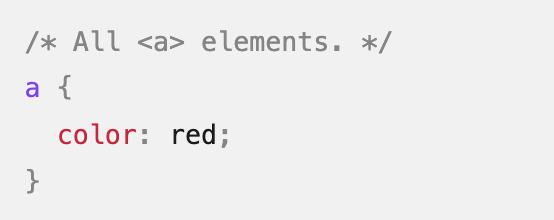 /* All <a> elements. */
a {
  color: red;
}